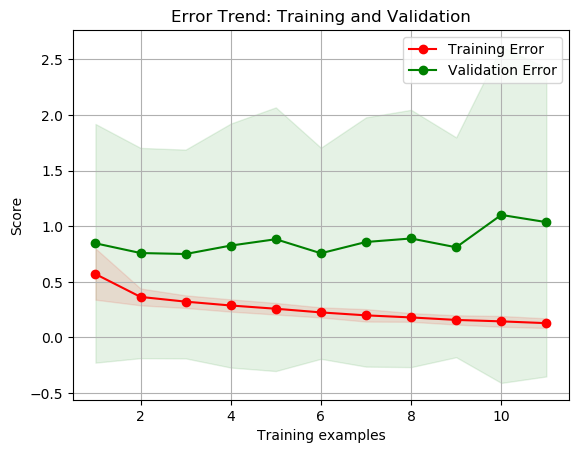 Error Trend: Training and Validation
Training Error
Validation Error
2.5
2.0
1.5
1.0
0.5
0.0
−0.5
Score
2 4 6 8 10
Training examples